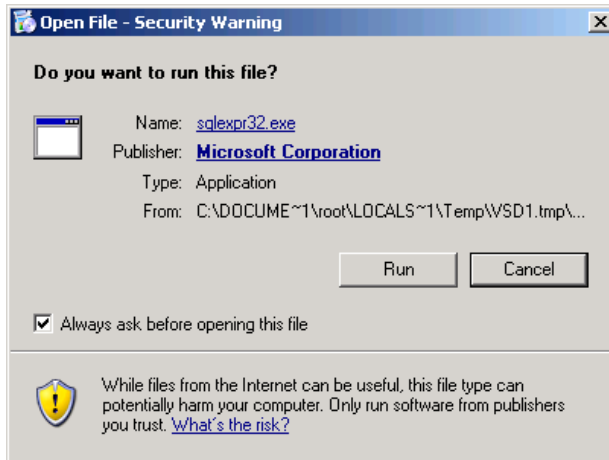 Open File - Security Warning
Do you want to run this file?
Name: sqlexpr32.exe
Publisher: Microsoft Corporation
Type: Application
From: C:\DOCUME~1\root\LOCALS~1\Temp\VSD1.tmp\...
Run Cancel
Always ask before opening this file
While files from the Internet can be useful, this file type can
potentially harm your computer. Only run software from publishers
you trust. What's the risk?